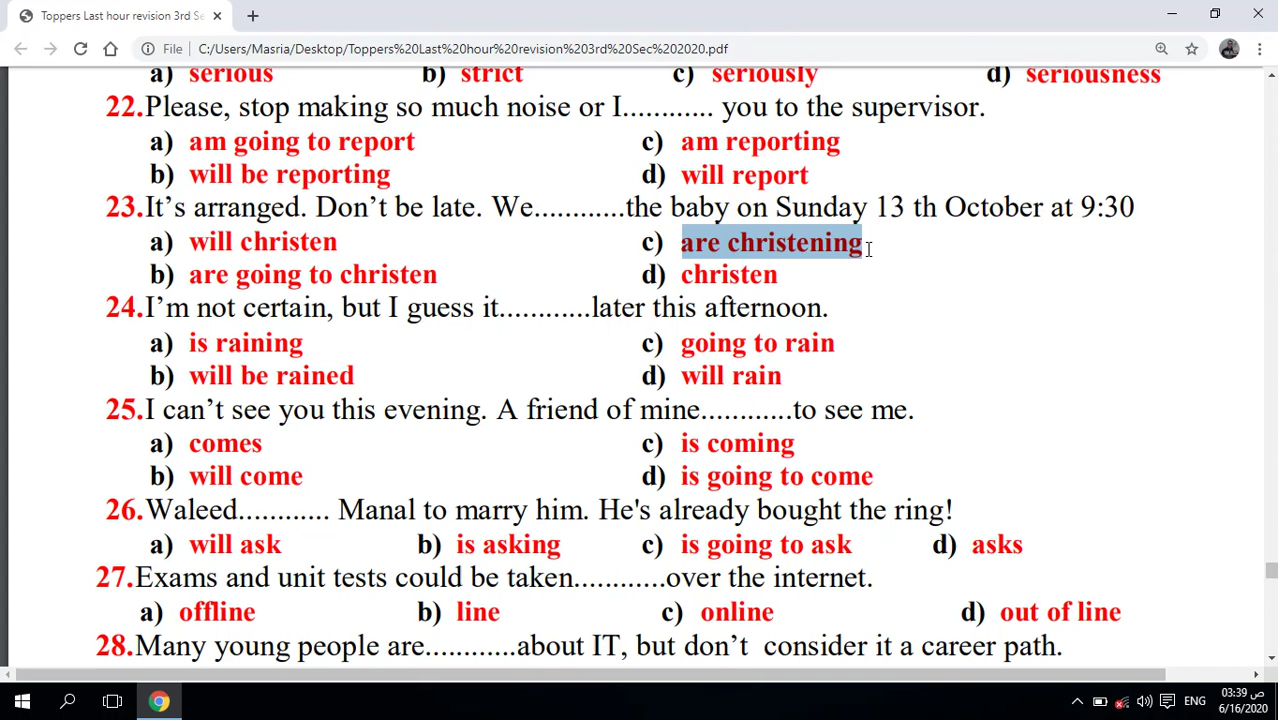 Toppers Last hour revision 3rd Se
File C:/Users/Masria/Desktop/Toppers%20Last%20hour%20revision%203rd%20Sec%202020.pdf
a) serious b) strict c) seriously d) seriousness
22.Please, stop making so much noise or I............ you to the supervisor.
a) am going to report c) am reporting
b) will be reporting d) will report
23.It’s arranged. Don’t be late. We............the baby on Sunday 13 th October at 9:30
a) will christen c) are christening
b) are going to christen d) christen
24.I’m not certain, but I guess it............later this afternoon.
a) is raining c) going to rain
b) will be rained d) will rain
25.I can’t see you this evening. A friend of mine............to see me.
a) comes c) is coming
b) will come d) is going to come
26.Waleed............ Manal to marry him. He's already bought the ring!
a) will ask b) is asking c) is going to ask d) asks
27.Exams and unit tests could be taken............over the internet.
a) offline b) line c) online d) out of line
28.Many young people are............about IT, but don’t consider it a career path.
ENG 03:39 ص
6/16/2020